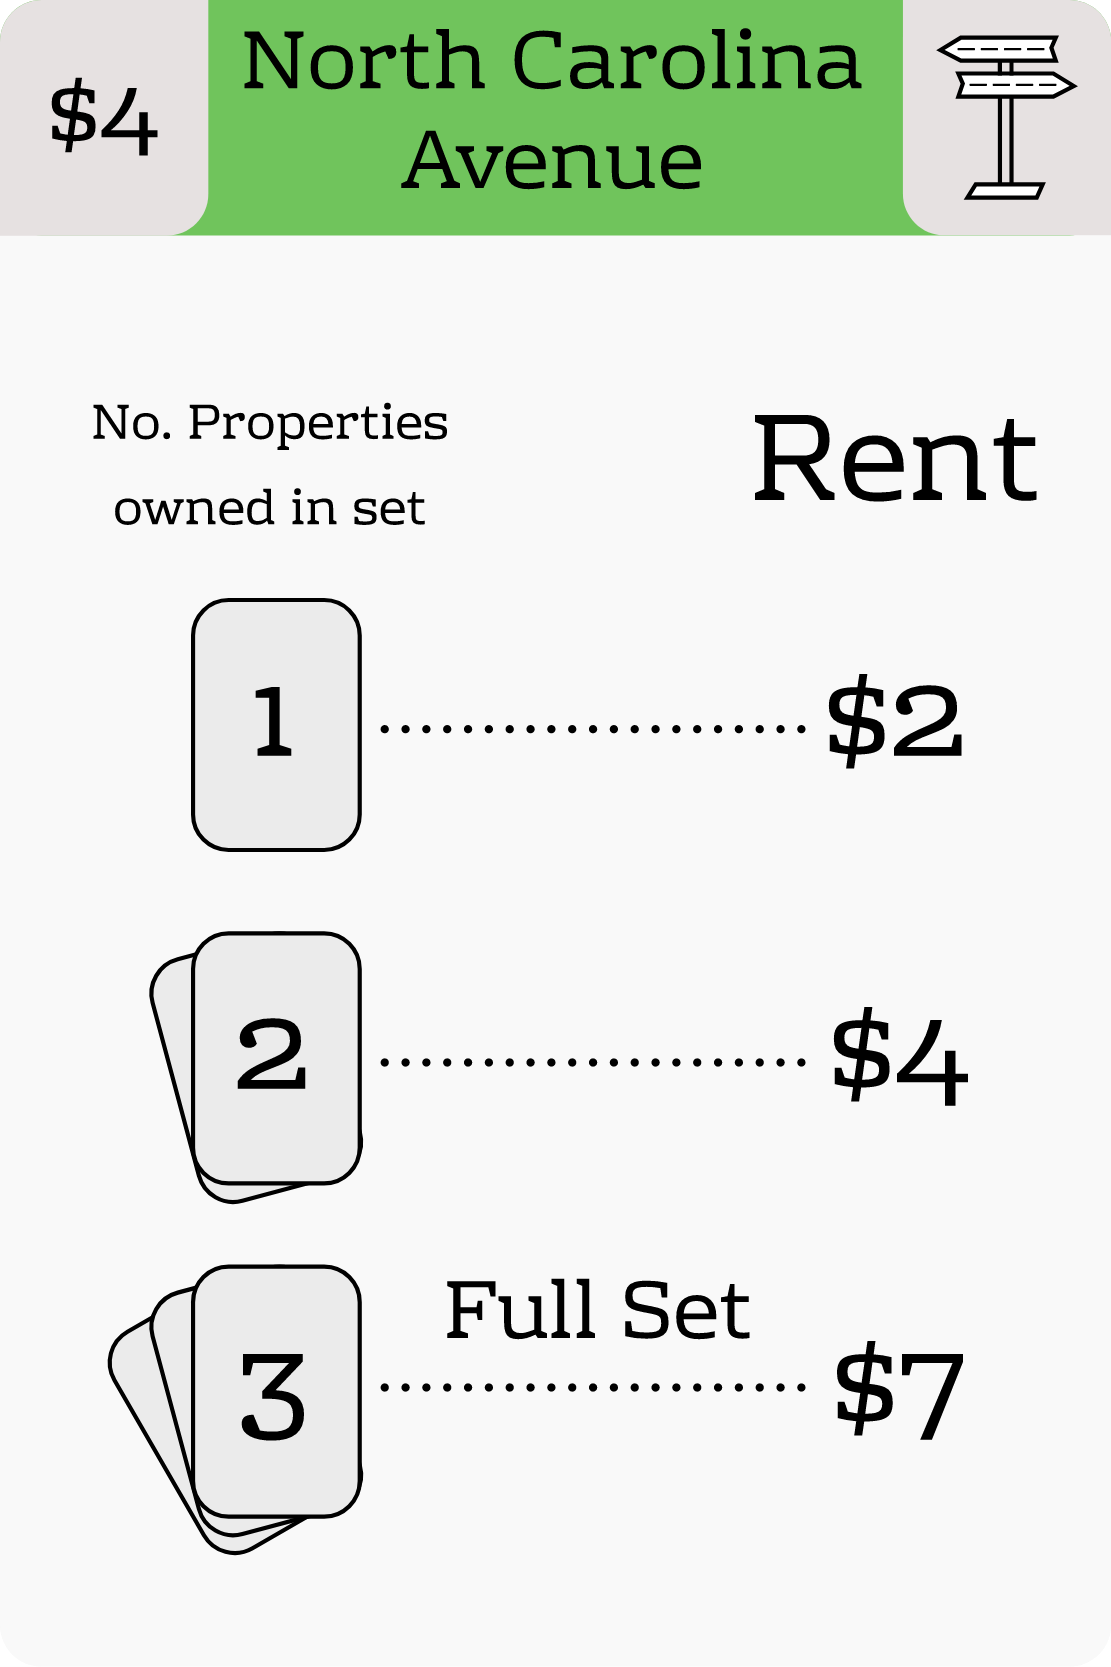 $4
North Carolina
Avenue
No. Properties
owned in set
Rent
1 $2
2 $4
Full Set
3 $7